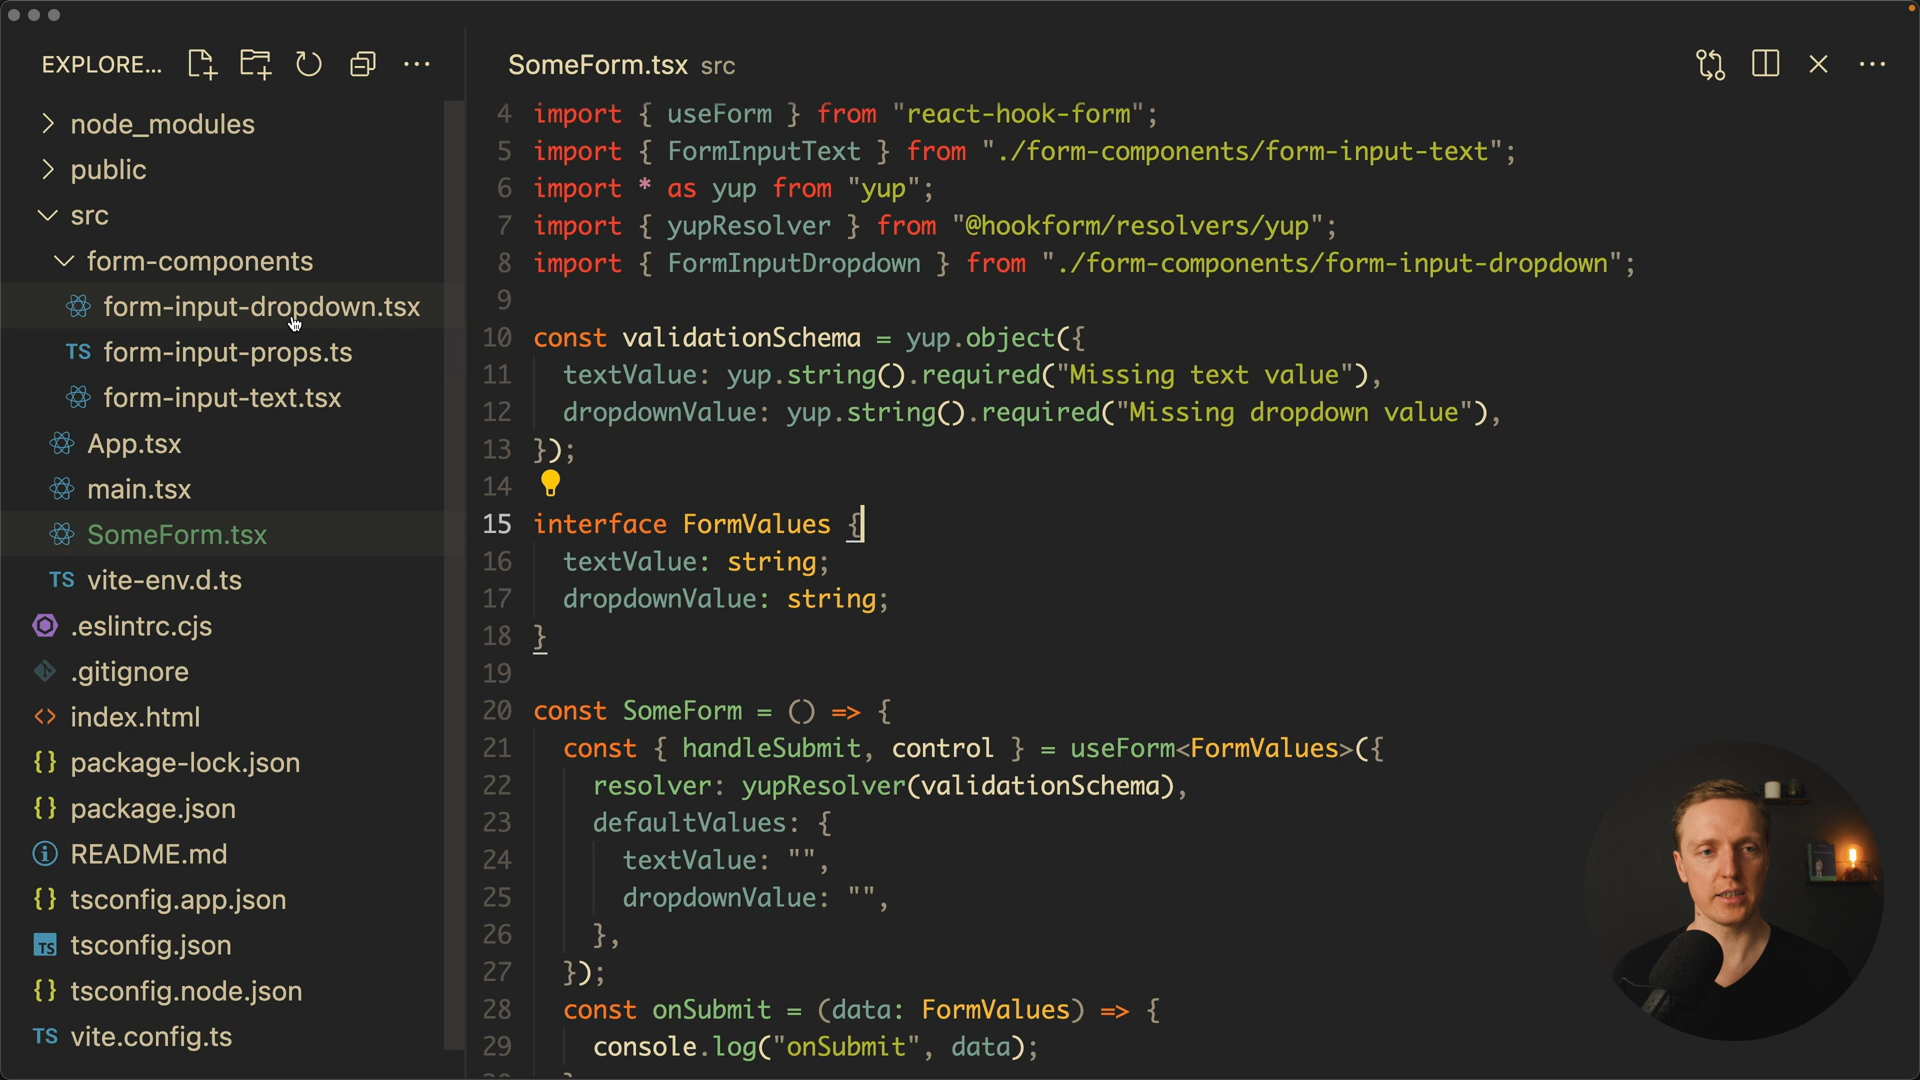 EXPLORE...
node_modules
public
src
form-components
form-input-dropdown.tsx
TS form-input-props.ts
form-input-text.tsx
App.tsx
main.tsx
SomeForm.tsx
TS vite-env.d.ts
.eslintrc.cjs
.gitignore
<> index.html
{} package-lock.json
{} package.json
README.md
{} tsconfig.app.json
TS tsconfig.json
{} tsconfig.node.json
TS vite.config.ts
SomeForm.tsx src
4 import { useForm } from "react-hook-form";
5 import { FormInputText } from "./form-components/form-input-text";
6 import * as yup from "yup";
7 import { yupResolver } from "@hookform/resolvers/yup";
8 import { FormInputDropdown } from "./form-components/form-input-dropdown";
9
10 const validationSchema = yup.object({
11 textValue: yup.string().required("Missing text value"),
12 dropdownValue: yup.string().required("Missing dropdown value"),
13 });
14
15 interface FormValues {
16 textValue: string;
17 dropdownValue: string;
18 }
19
20 const SomeForm = () => {
21 const { handleSubmit, control } = useForm<FormValues>({
22 resolver: yupResolver(validationSchema),
23 defaultValues: {
24 textValue: "",
25 dropdownValue: "",
26 },
27 });
28 const onSubmit = (data: FormValues) => {
29 console.log("onSubmit", data);